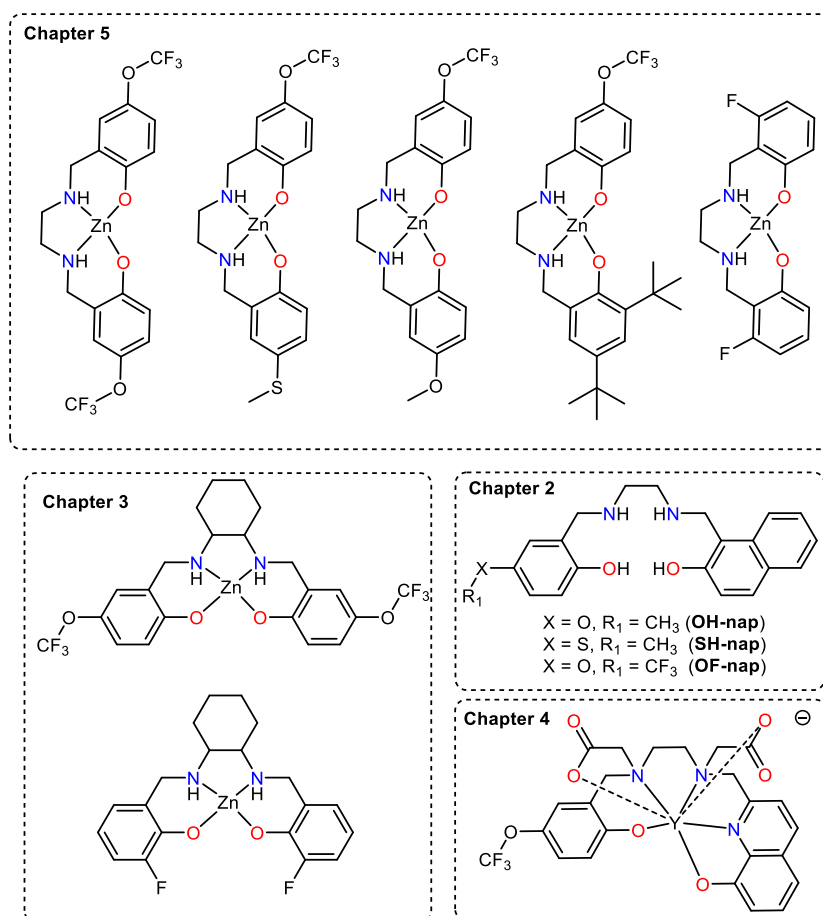 Chapter 5
CF3 CF3 CF3 CF3
O O O O
F
NH O NH O NH O NH O NH O
Zn Zn Zn Zn Zn
NH O NH O NH O NH O NH O
F
O S O
CF3
Chapter 3
N H N H
Zn
CF3
O O O O
CF3
N H N H
Zn
O O
F F
Chapter 2
NH HN
X
R1
OH HO
X = O, R1 = CH3 (OH-nap)
X = S, R1 = CH3 (SH-nap)
X = O, R1 = CF3 (OF-nap)
Chapter 4
⊖
O O
O N N O
O Y N
O
CF3
O